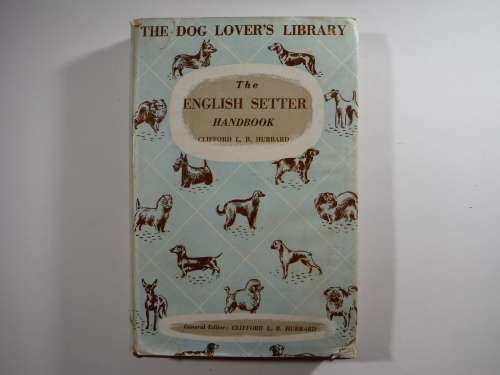 THE DOG LOVER'S LIBRARY
The
ENGLISH SETTER
HANDBOOK
CLIFFORD L. B. HUBBARD
General Editor: CLIFFORD L. B. HUBBARD